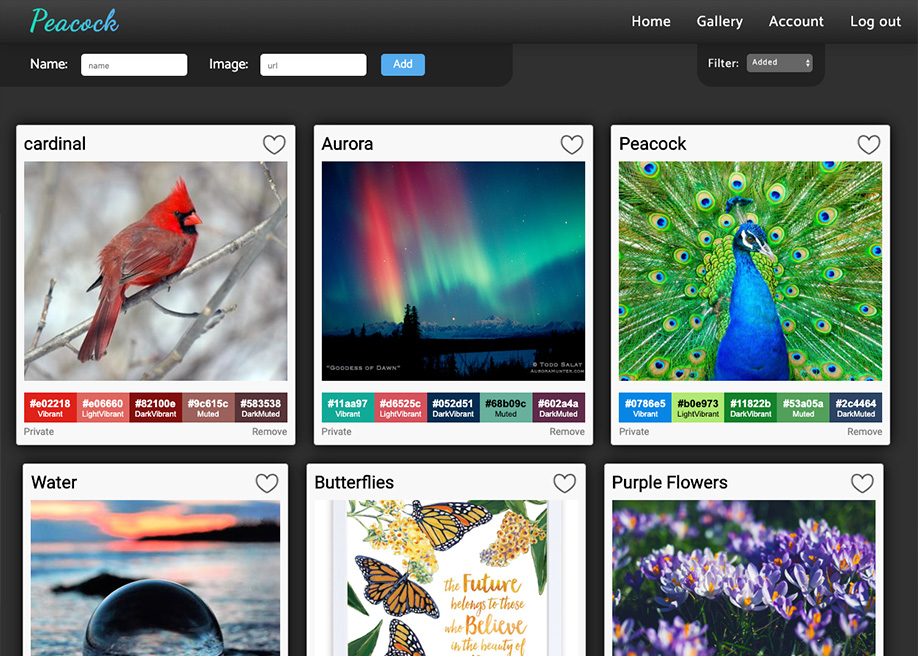 Peacock
Home Gallery Account Log out
Name: name Image: url Add Filter: Added
cardinal
#e02218 #e06660 #82100e #9c615c #583538
Vibrant LightVibrant DarkVibrant Muted DarkMuted
Private Remove
Aurora
"Goddess of Dawn"
© Todd Salat
AuroraHunter.com
#11aa97 #d6525c #052d51 #68b09c #602a4a
Vibrant LightVibrant DarkVibrant Muted DarkMuted
Private Remove
Peacock
#0786e5 #b0e973 #11822b #53a05a #2c4464
Vibrant LightVibrant DarkVibrant Muted DarkMuted
Private Remove
Water
Butterflies
the Future
belongs to those
who Believe
in the beauty of
Purple Flowers